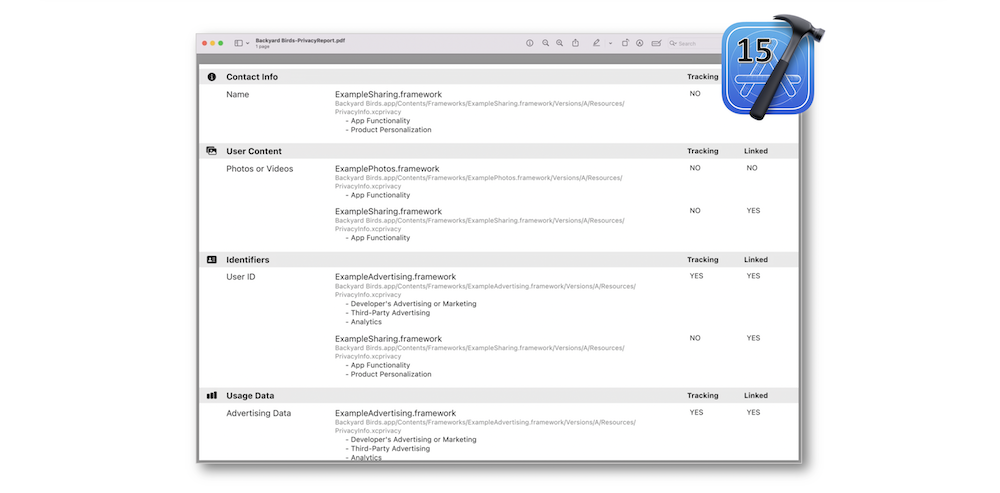 Backyard Birds-PrivacyReport.pdf
1 page
Search
15
Contact Info Tracking
Name ExampleSharing.framework NO
Backyard Birds.app/Contents/Frameworks/ExampleSharing.framework/Versions/A/Resources/
PrivacyInfo.xcprivacy
- App Functionality
- Product Personalization
User Content Tracking Linked
Photos or Videos ExamplePhotos.framework NO NO
Backyard Birds.app/Contents/Frameworks/ExamplePhotos.framework/Versions/A/Resources/
PrivacyInfo.xcprivacy
- App Functionality
ExampleSharing.framework NO YES
Backyard Birds.app/Contents/Frameworks/ExampleSharing.framework/Versions/A/Resources/
PrivacyInfo.xcprivacy
- App Functionality
Identifiers Tracking Linked
User ID ExampleAdvertising.framework YES YES
Backyard Birds.app/Contents/Frameworks/ExampleAdvertising.framework/Versions/A/Resources/
PrivacyInfo.xcprivacy
- Developer's Advertising or Marketing
- Third-Party Advertising
- Analytics
ExampleSharing.framework NO YES
Backyard Birds.app/Contents/Frameworks/ExampleSharing.framework/Versions/A/Resources/
PrivacyInfo.xcprivacy
- App Functionality
- Product Personalization
Usage Data Tracking Linked
Advertising Data ExampleAdvertising.framework YES YES
Backyard Birds.app/Contents/Frameworks/ExampleAdvertising.framework/Versions/A/Resources/
PrivacyInfo.xcprivacy
- Developer's Advertising or Marketing
- Third-Party Advertising
- Analytics